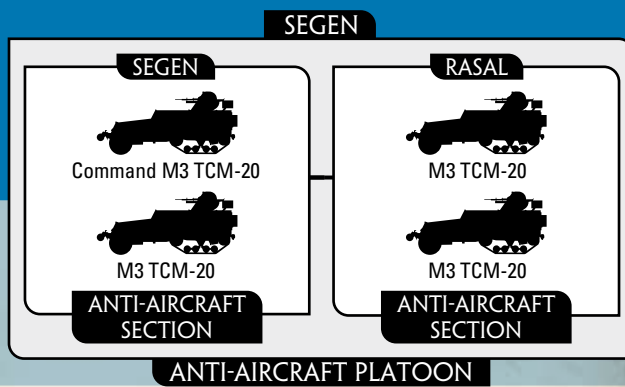 SEGEN
SEGEN
Command M3 TCM-20
M3 TCM-20
ANTI-AIRCRAFT
SECTION
RASAL
M3 TCM-20
M3 TCM-20
ANTI-AIRCRAFT
SECTION
ANTI-AIRCRAFT PLATOON